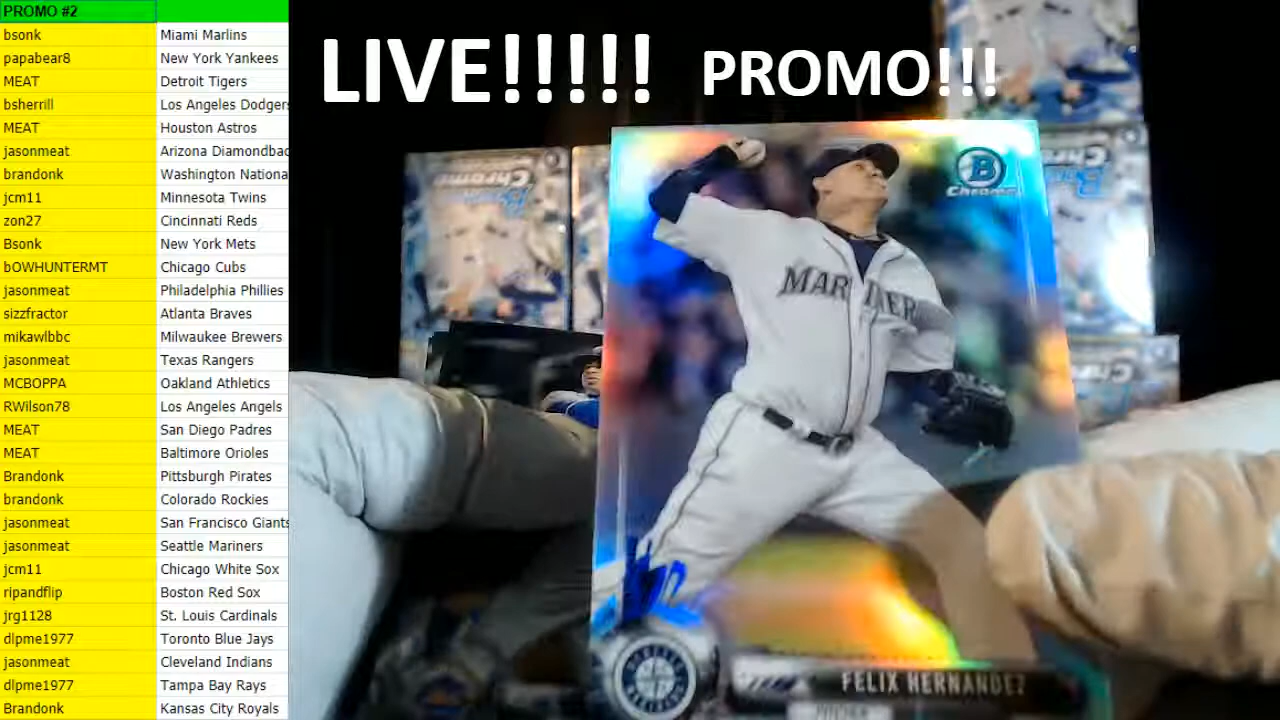 PROMO #2
bsonk Miami Marlins
papabear8 New York Yankees
MEAT Detroit Tigers
bsherrill Los Angeles Dodgers
MEAT Houston Astros
jasonmeat Arizona Diamondbac
brandonk Washington Nationa
jcm11 Minnesota Twins
zon27 Cincinnati Reds
Bsonk New York Mets
bOWHUNTERMT Chicago Cubs
jasonmeat Philadelphia Phillies
sizzfractor Atlanta Braves
mikawlbbc Milwaukee Brewers
jasonmeat Texas Rangers
MCBOPPA Oakland Athletics
RWilson78 Los Angeles Angels
MEAT San Diego Padres
MEAT Baltimore Orioles
Brandonk Pittsburgh Pirates
brandonk Colorado Rockies
jasonmeat San Francisco Giants
jasonmeat Seattle Mariners
jcm11 Chicago White Sox
ripandflip Boston Red Sox
jrg1128 St. Louis Cardinals
dlpme1977 Toronto Blue Jays
jasonmeat Cleveland Indians
dlpme1977 Tampa Bay Rays
Brandonk Kansas City Royals
LIVE!!!!! PROMO!!!
B
Chrome
MARINERS
FELIX HERNANDEZ
PITCHER
Bowman
Chrome
Chrome